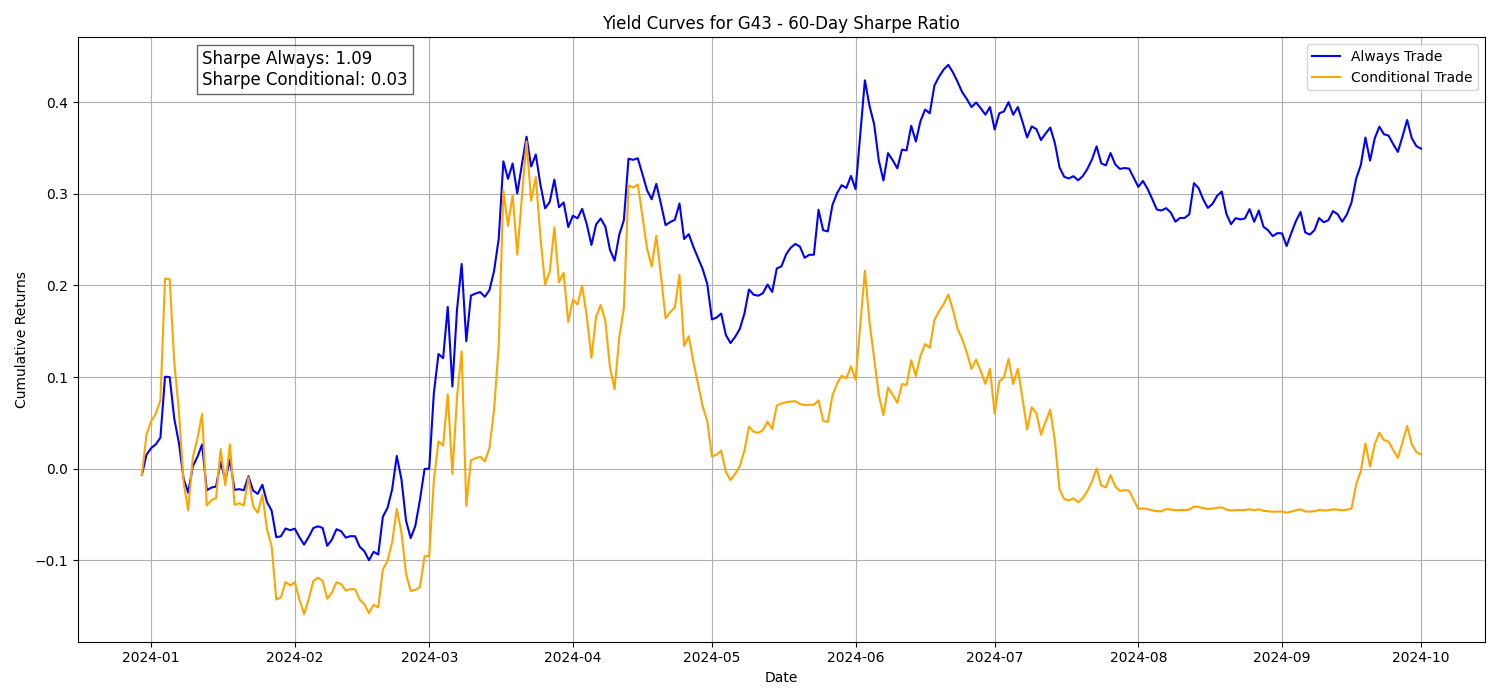 Yield Curves for G43 - 60-Day Sharpe Ratio
Sharpe Always: 1.09
Sharpe Conditional: 0.03
Always Trade
Conditional Trade
Cumulative Returns
0.4
0.3
0.2
0.1
0.0
−0.1
2024-01
2024-02
2024-03
2024-04
2024-05
2024-06
2024-07
2024-08
2024-09
2024-10
Date